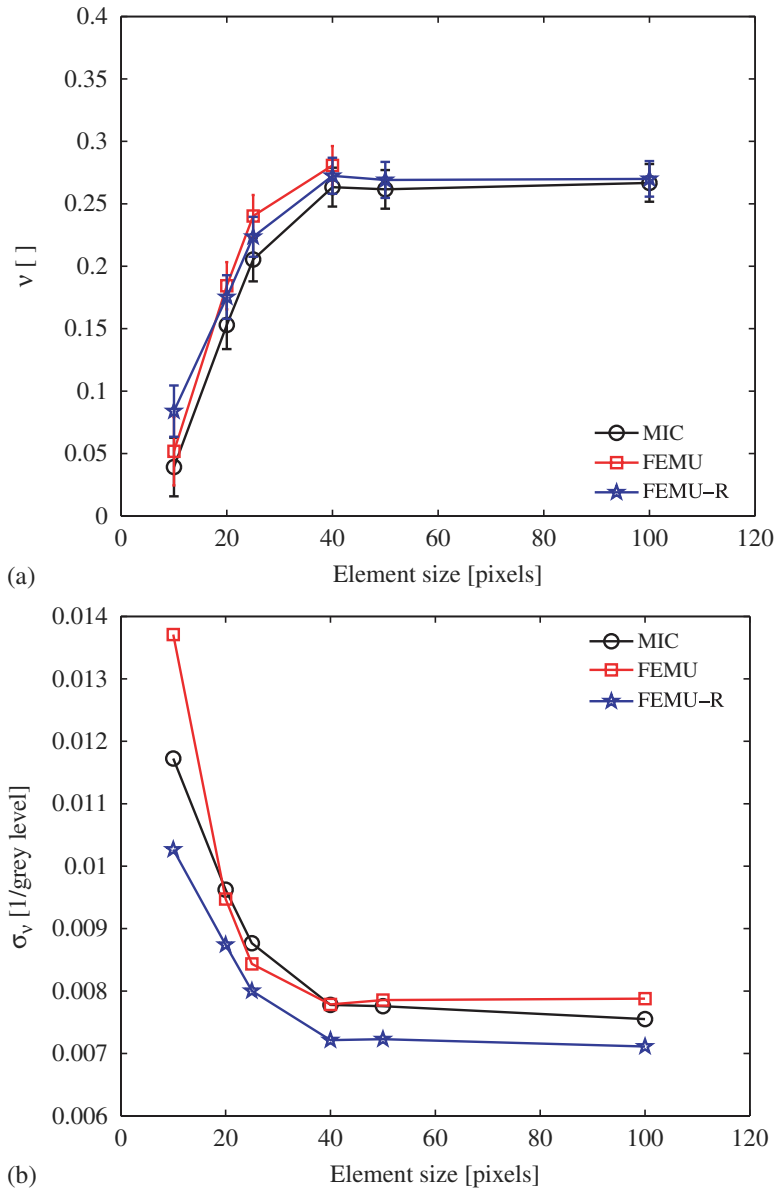 0.4
0.35
0.3
0.25
0.2
0.15
0.1
0.05
0
ν [ ]
MIC
FEMU
FEMU–R
0 20 40 60 80 100 120
Element size [pixels]
(a)
0.014
0.014
0.012
0.011
0.01
0.009
0.008
0.007
0.006
σν [1/grey level]
MIC
FEMU
FEMU–R
0 20 40 60 80 100 120
Element size [pixels]
(b)